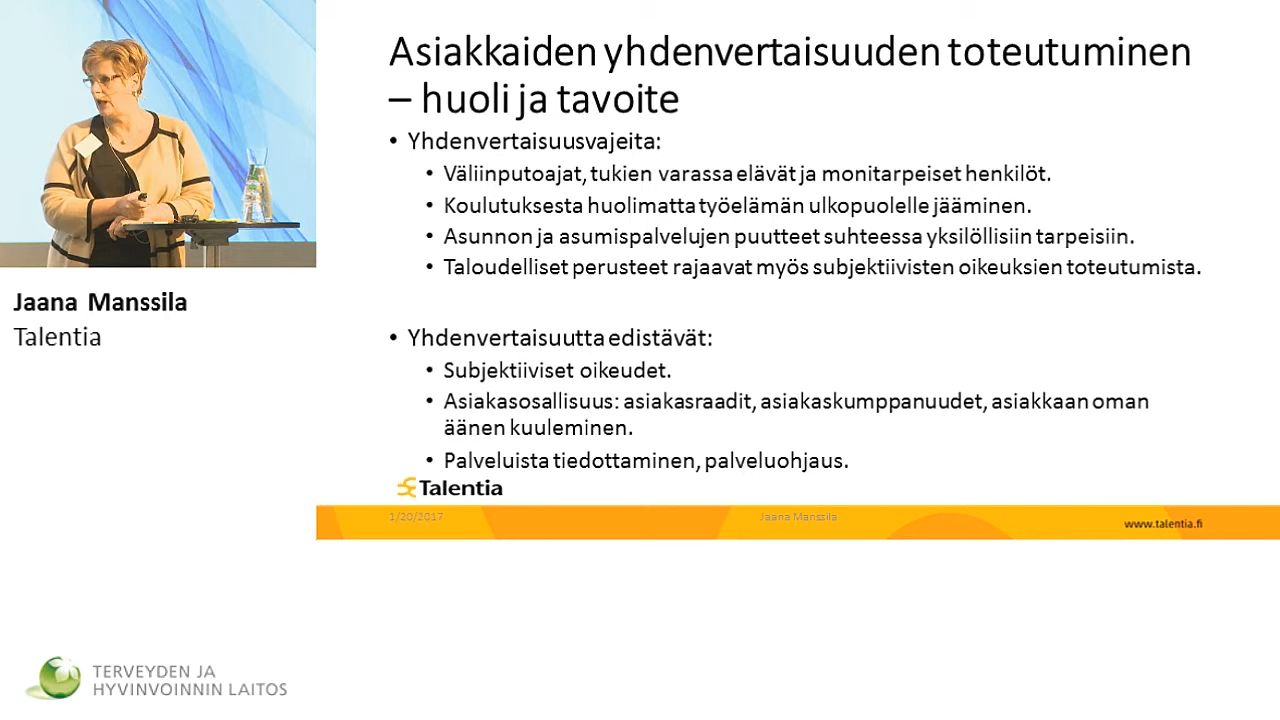 Asiakkaiden yhdenvertaisuuden toteutuminen
– huoli ja tavoite
• Yhdenvertaisuusvajeita:
• Väliinputoajat, tukien varassa elävät ja monitarpeiset henkilöt.
• Koulutuksesta huolimatta työelämän ulkopuolelle jääminen.
• Asunnon ja asumispalvelujen puutteet suhteessa yksilöllisiin tarpeisiin.
• Taloudelliset perusteet rajaavat myös subjektiivisten oikeuksien toteutumista.
• Yhdenvertaisuutta edistävät:
• Subjektiiviset oikeudet.
• Asiakasosallisuus: asiakasraadit, asiakaskumppanuudet, asiakkaan oman
äänen kuuleminen.
• Palveluista tiedottaminen, palveluohjaus.
Talentia
1/20/2017
Jaana Manssila
www.talentia.fi
Jaana Manssila
Talentia
TERVEYDEN JA
HYVINVOINNIN LAITOS